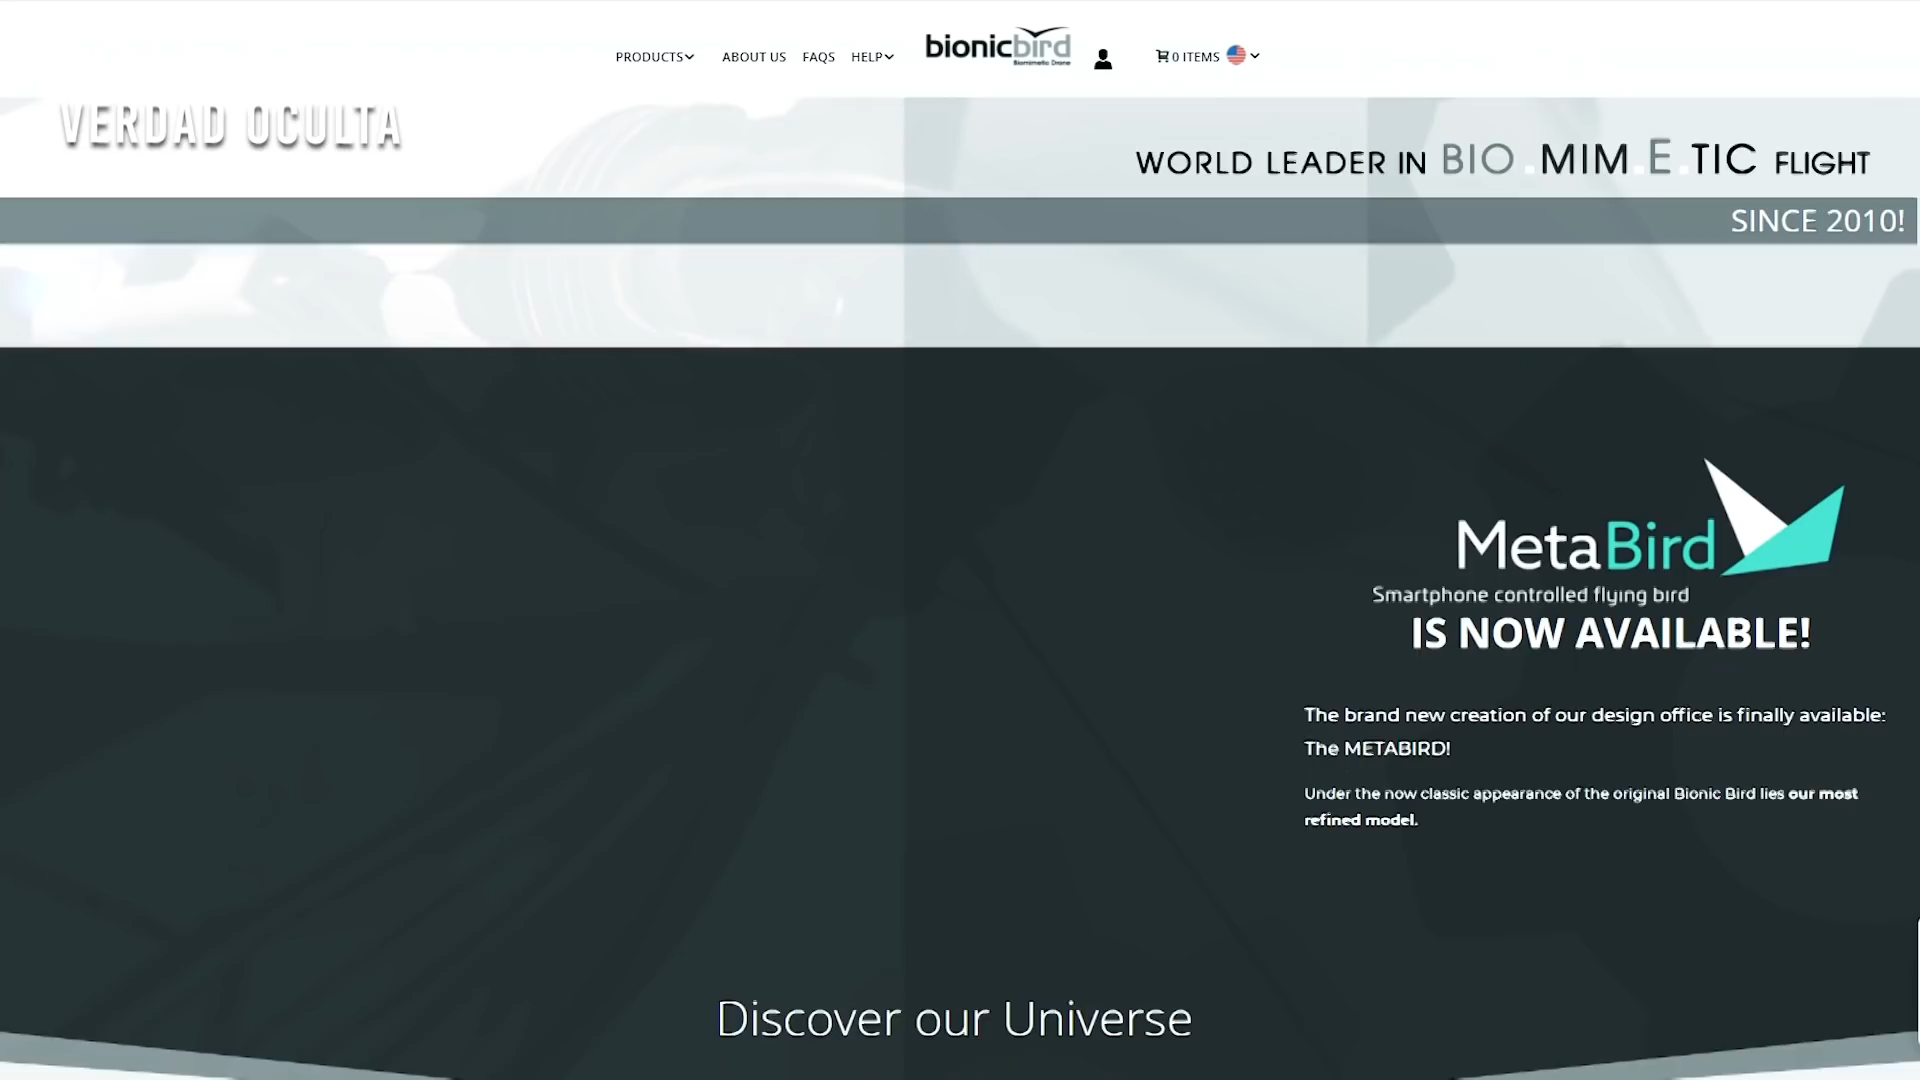 PRODUCTS ABOUT US FAQS HELP bionicbird 0 ITEMS
Biomimetic Drone
VERDAD OCULTA
WORLD LEADER IN BIO.MIM.E.TIC FLIGHT
SINCE 2010!
MetaBird
Smartphone controlled flying bird
IS NOW AVAILABLE!
The brand new creation of our design office is finally available:
The METABIRD!
Under the now classic appearance of the original Bionic Bird lies our most
refined model.
Discover our Universe